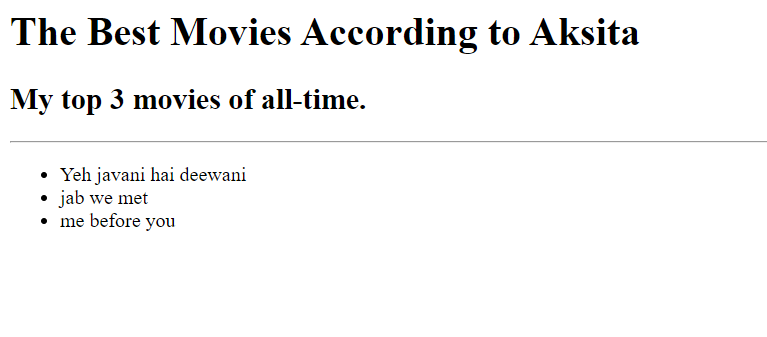 The Best Movies According to Aksita
My top 3 movies of all-time.
Yeh javani hai deewani
jab we met
me before you